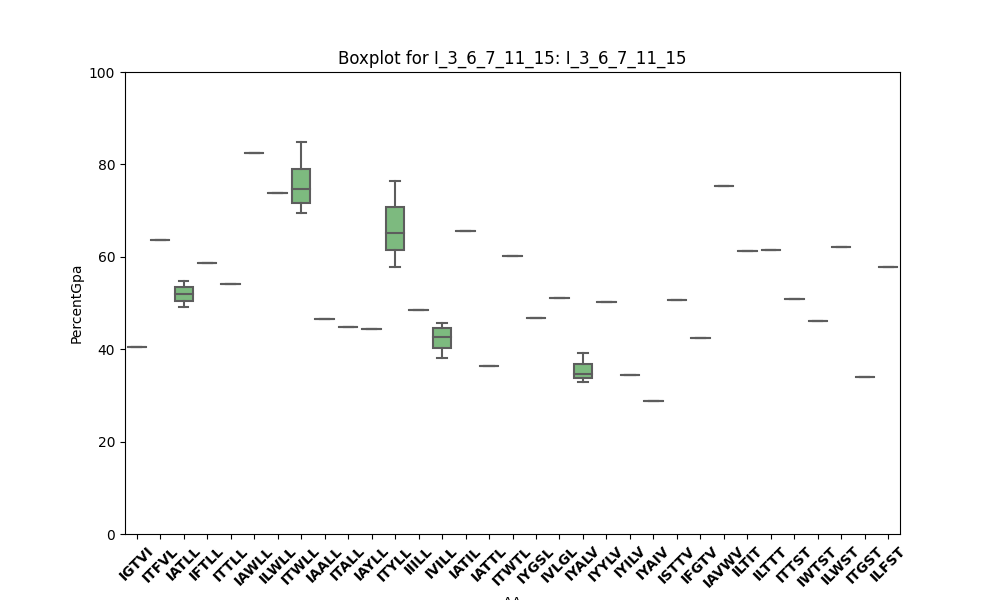 Boxplot for I_3_6_7_11_15: I_3_6_7_11_15
PercentGpa
100
80
60
40
20
0
IGTVI
ITFVL
IATLL
IFTLL
ITTLL
IAWLL
ILWLL
ITWLL
IAALL
ITALL
IAYLL
ITYLL
IIILL
IVILL
IATIL
IATTL
ITWTL
IYGSL
IVLGL
IYALV
IYYLV
IYILV
IYAIV
ISTTV
IFGTV
IAVWV
ILTIT
ILTTT
ITTST
IWTST
ILWST
ITGST
ILFST